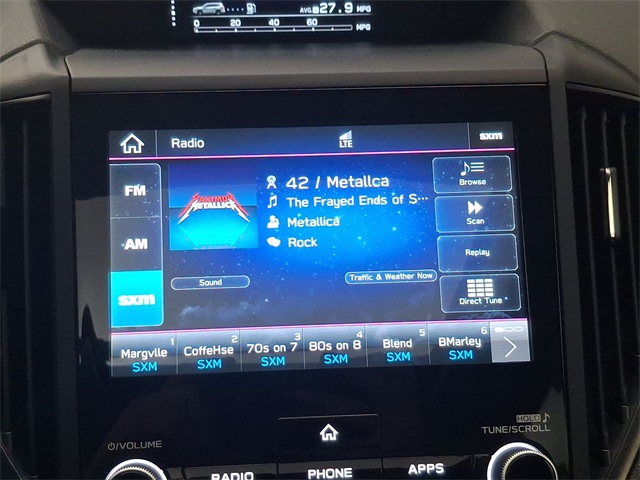 AVG 27.9 MPG
0 20 40 60 MPG
Radio
LTE
sxm
FM
AM
sxm
MAXIMUM
METALLICA
42 / Metallca
The Frayed Ends of S...
Metallica
Rock
Sound
Traffic & Weather Now
Browse
Scan
Replay
Direct Tune
1 Margvlle SXM
2 CoffeHse SXM
3 70s on 7 SXM
4 80s on 8 SXM
5 Blend SXM
6 BMarley SXM
VOLUME
HOLD
TUNE/SCROLL
RADIO
PHONE
APPS